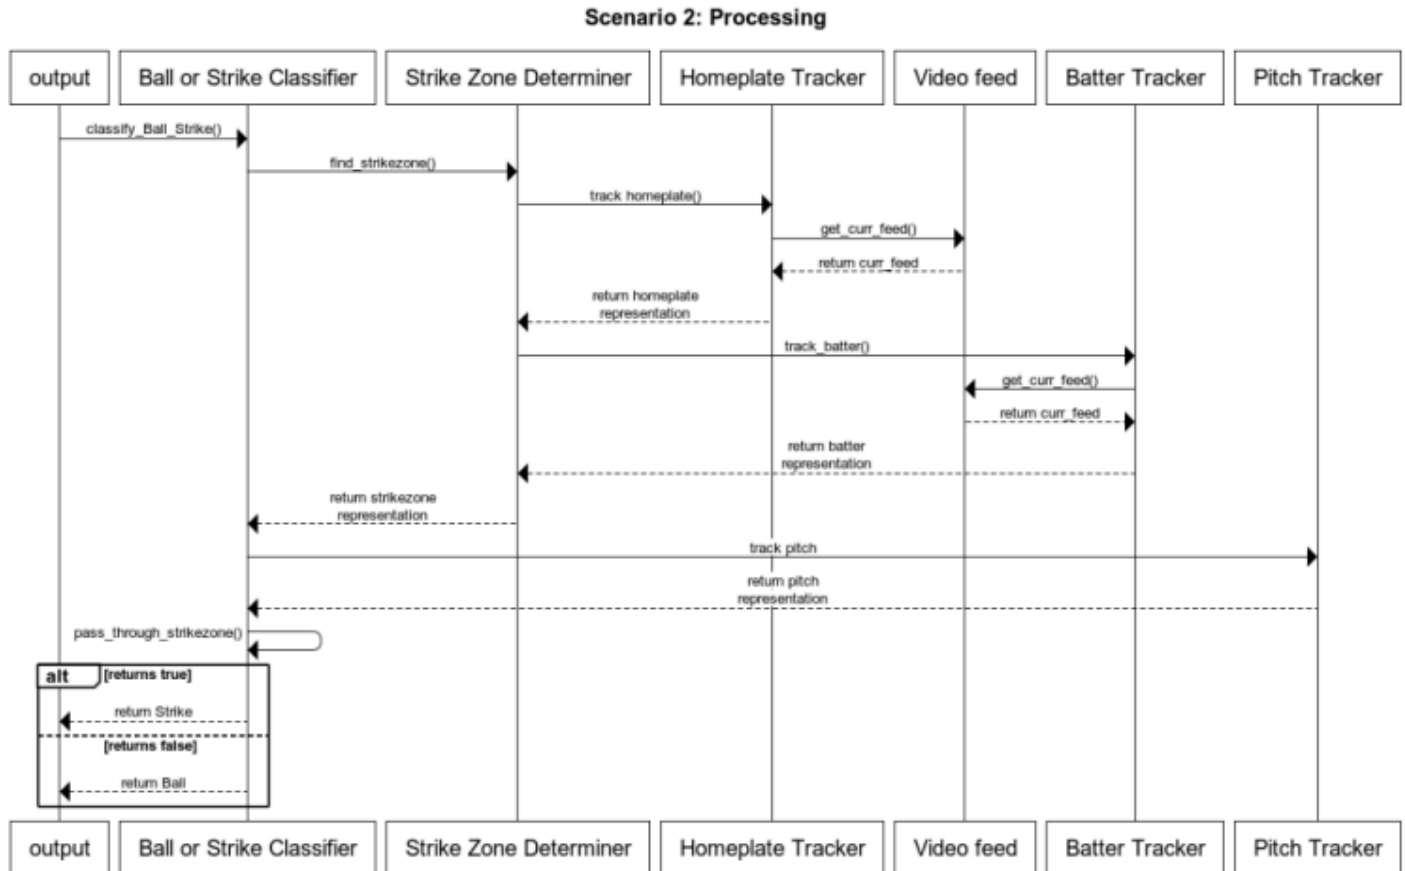 Scenario 2: Processing
output
Ball or Strike Classifier
Strike Zone Determiner
Homeplate Tracker
Video feed
Batter Tracker
Pitch Tracker
classify_Ball_Strike()
find_strikezone()
track homeplate()
get_curr_feed()
return curr_feed
return homeplate
representation
track_batter()
get_curr_feed()
return curr_feed
return batter
representation
return strikezone
representation
track pitch
return pitch
representation
pass_through_strikezone()
alt
[returns true]
return Strike
[returns false]
return Ball
output
Ball or Strike Classifier
Strike Zone Determiner
Homeplate Tracker
Video feed
Batter Tracker
Pitch Tracker